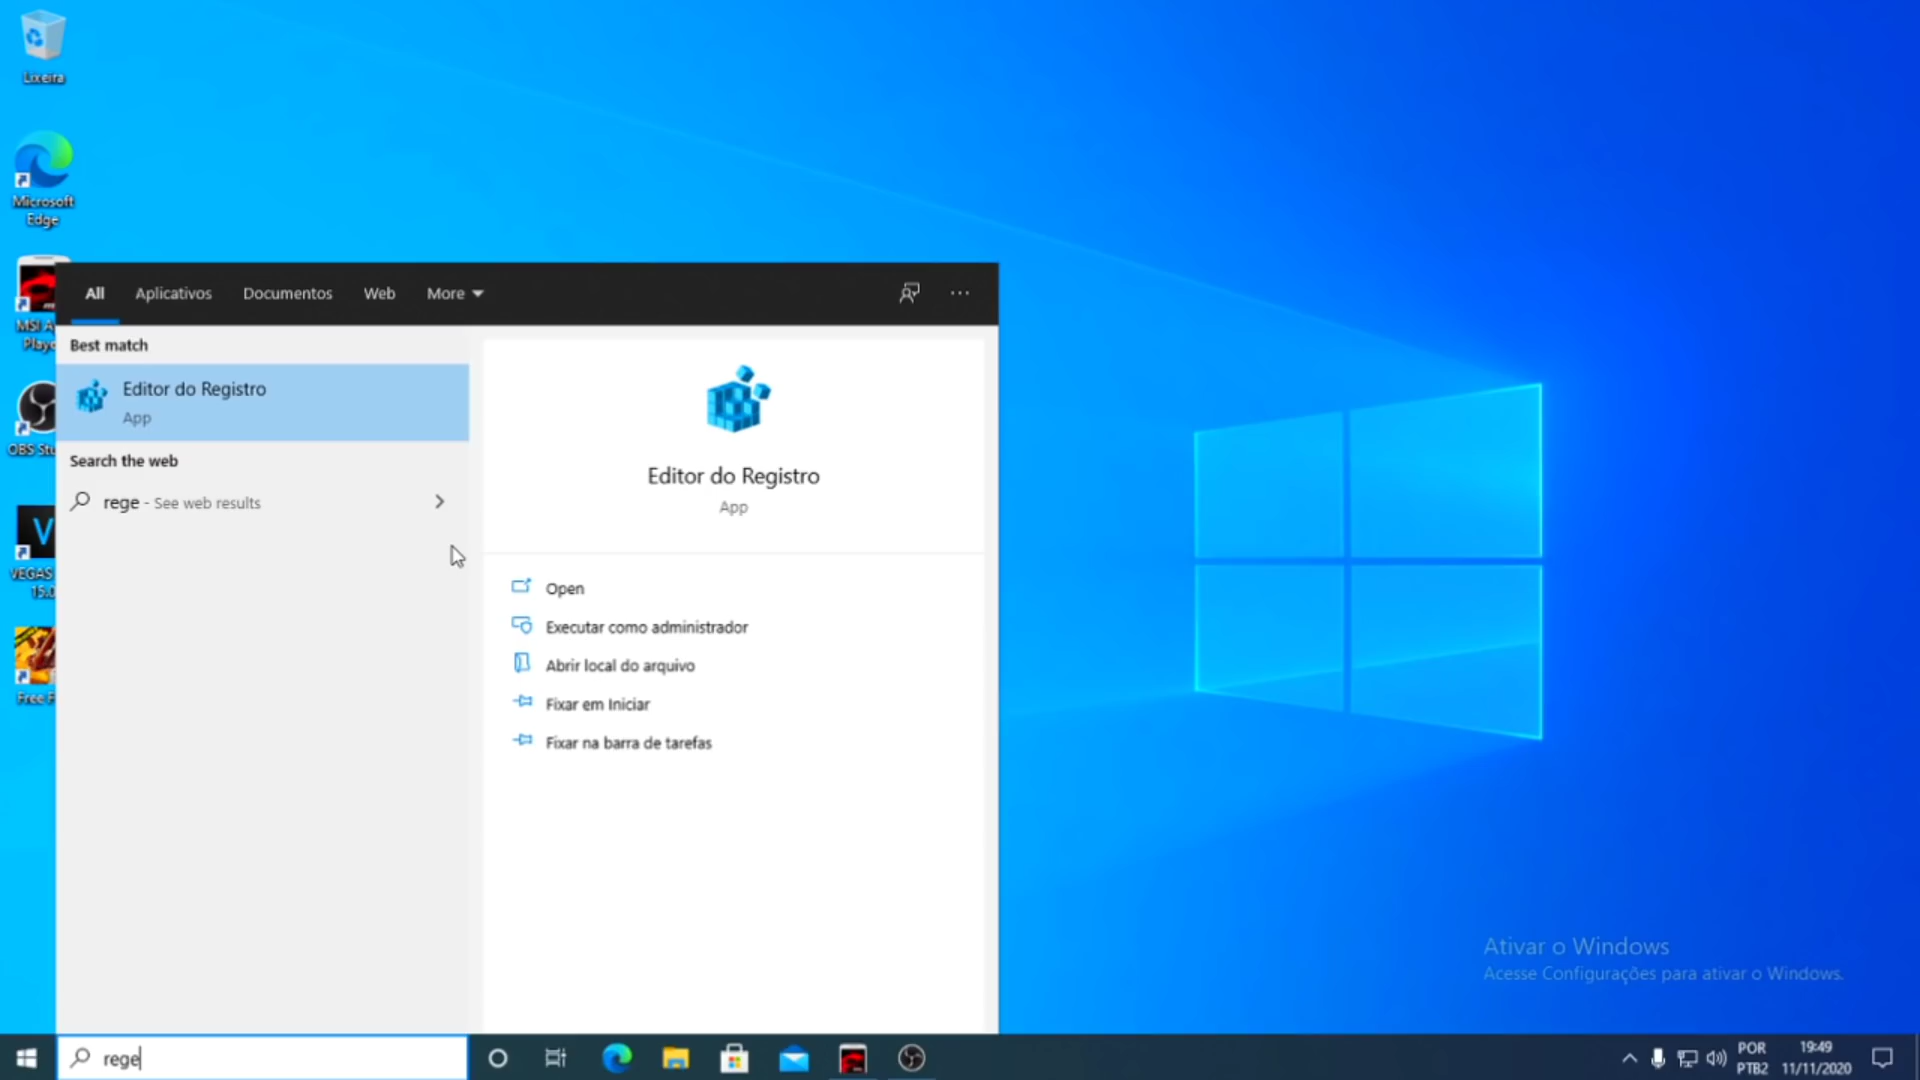 Lixeira
Microsoft
Edge
MSI A
Playe
OBS Stu
VEGAS
15.0
Free F
All
Aplicativos
Documentos
Web
More
Best match
Editor do Registro
App
Search the web
rege - See web results
Editor do Registro
App
Open
Executar como administrador
Abrir local do arquivo
Fixar em Iniciar
Fixar na barra de tarefas
Ativar o Windows
Acesse Configurações para ativar o Windows.
rege
POR
PTB2
19:49
11/11/2020